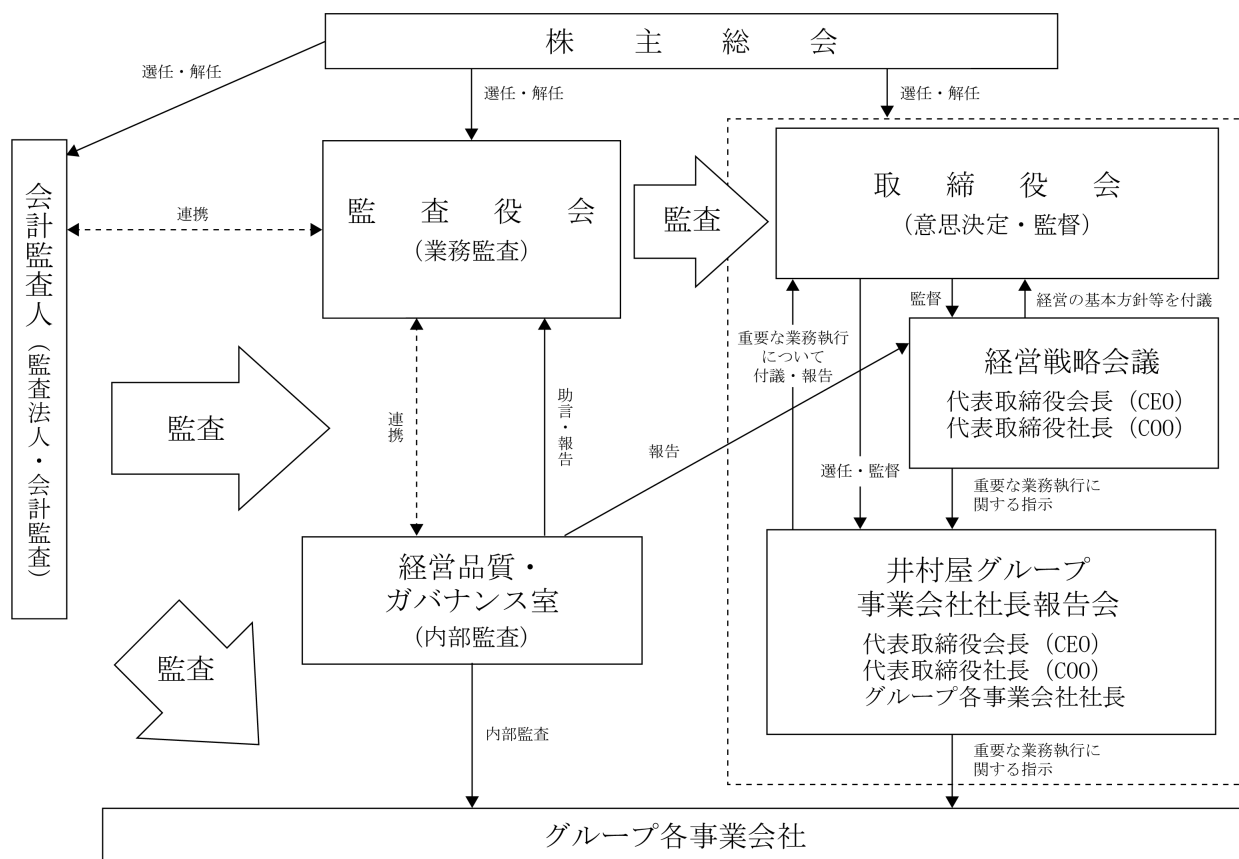 株主総会
選任・解任
選任・解任
選任・解任
会計監査人（監査法人・会計監査）
連携
監査役会
(業務監査)
監査
取締役会
(意思決定・監督)
監督
経営の基本方針等を付議
重要な業務執行
について
付議・報告
経営戦略会議
代表取締役会長（CEO）
代表取締役社長（COO）
監査
連携
助言・報告
報告
選任・監督
重要な業務執行に
関する指示
経営品質・
ガバナンス室
(内部監査)
井村屋グループ
事業会社社長報告会
代表取締役会長（CEO）
代表取締役社長（COO）
グループ各事業会社社長
監査
内部監査
重要な業務執行に
関する指示
グループ各事業会社